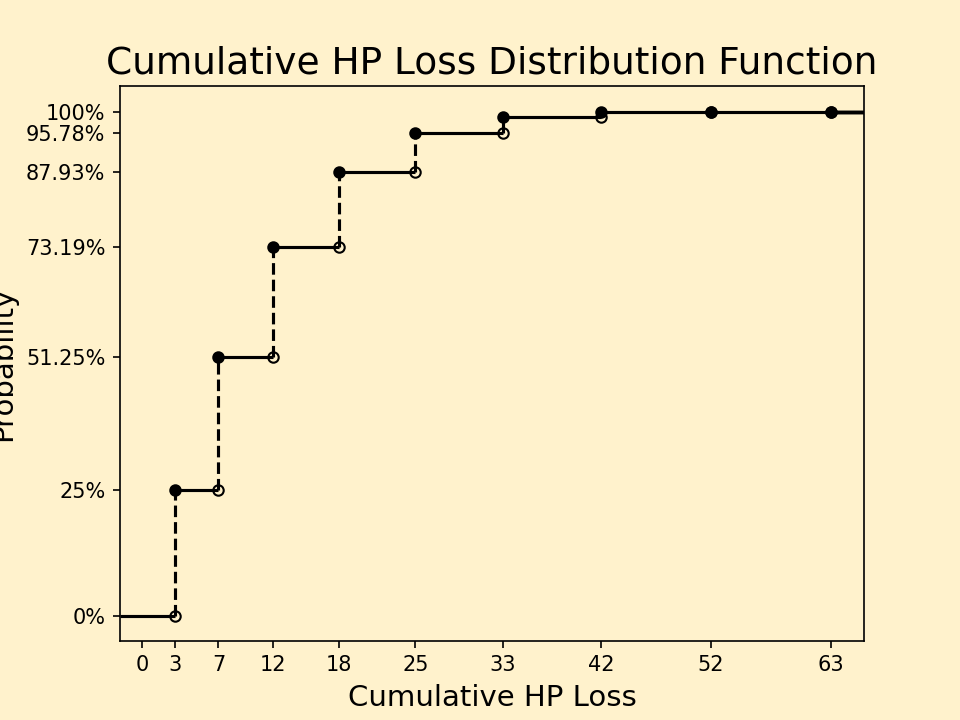 Cumulative HP Loss Distribution Function
100%
95.78%
87.93%
73.19%
51.25%
25%
0%
Probability
0 3 7 12 18 25 33 42 52 63
Cumulative HP Loss